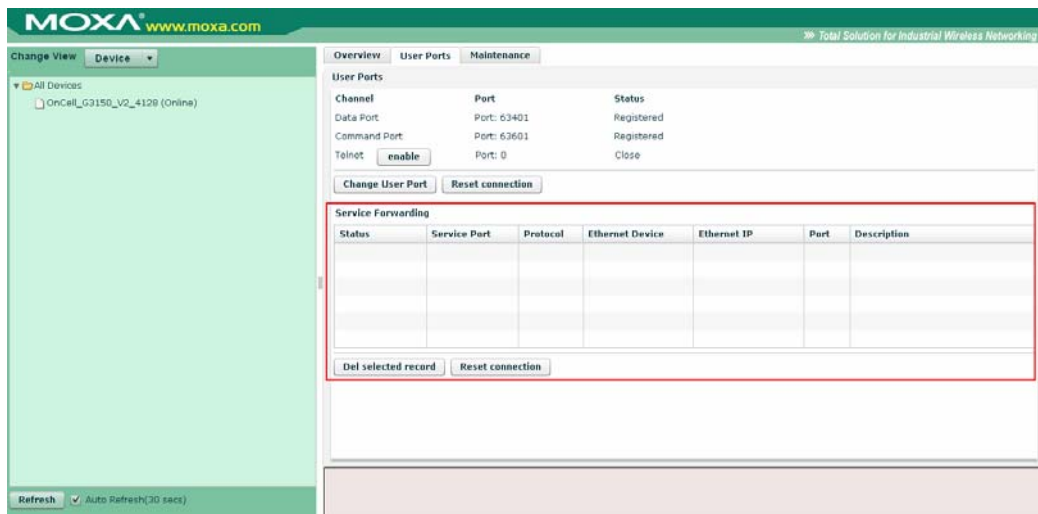 MOXA® www.moxa.com
Total Solution for Industrial Wireless Networking
Change View Device
Overview User Ports Maintenance
All Devices
OnCell_G3150_V2_4128 (Online)
User Ports
Channel Port Status
Data Port Port: 63401 Registered
Command Port Port: 63601 Registered
Telnet enable Port: 0 Close
Change User Port Reset connection
Service Forwarding
Status Service Port Protocol Ethernet Device Ethernet IP Port Description
Del selected record Reset connection
Refresh Auto Refresh(30 secs)